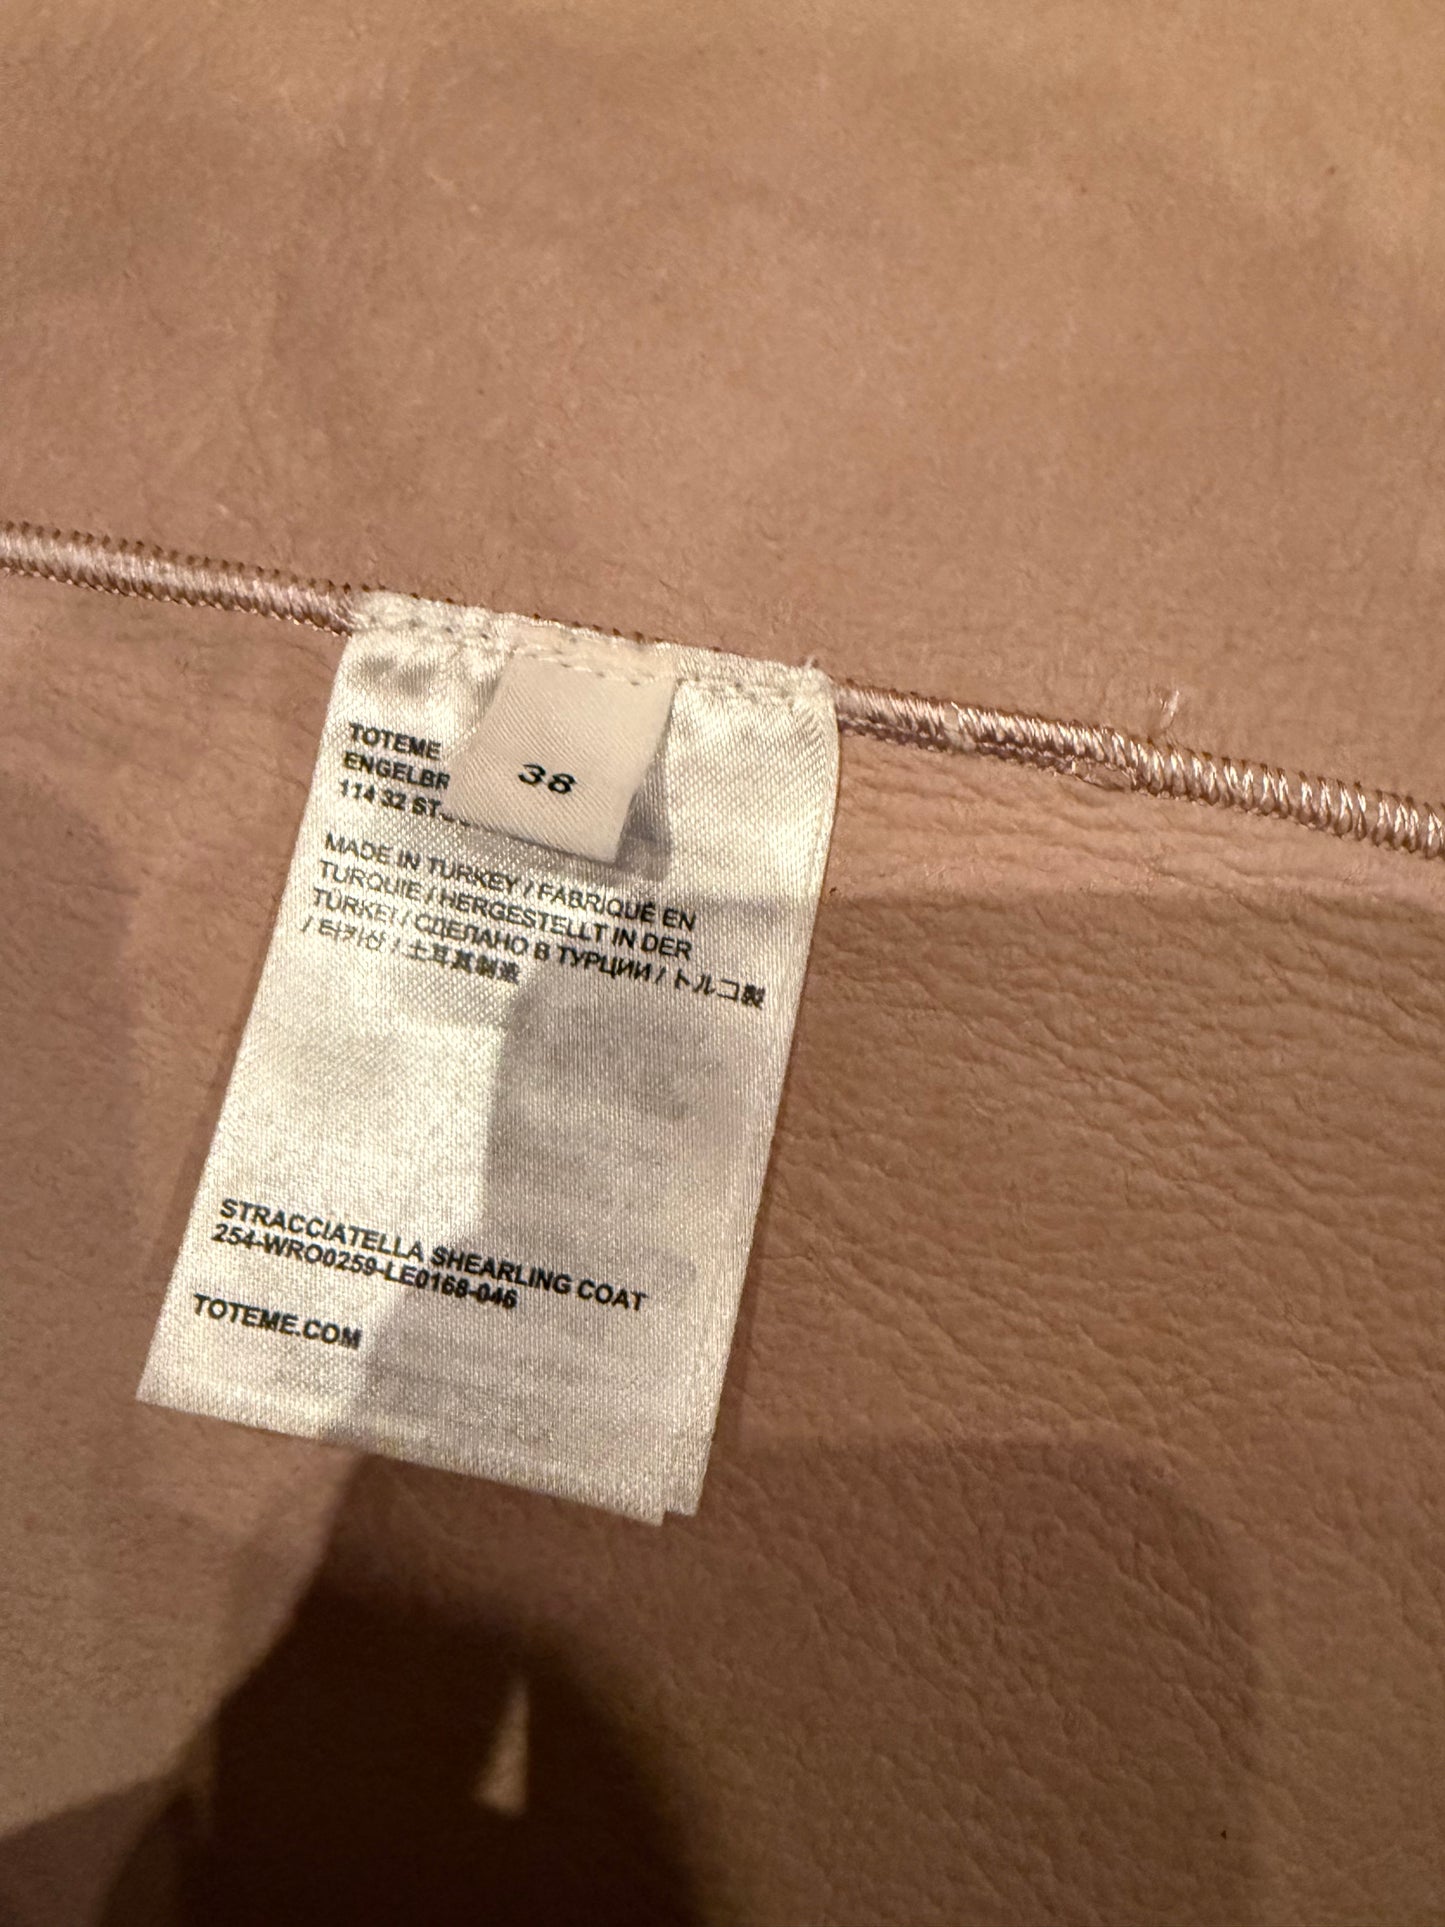 TOTEME
38
ENGELBR
114 32 ST
MADE IN TURKEY / FABRIQUÉ EN
TURQUIE / HERGESTELLT IN DER
TÜRKEI / СДЕЛАНО В ТУРЦИИ / トルコ製
/ 터키산 / 土耳其制造
STRACCIATELLA SHEARLING COAT
254-WRO0259-LE0168-046
TOTEME.COM